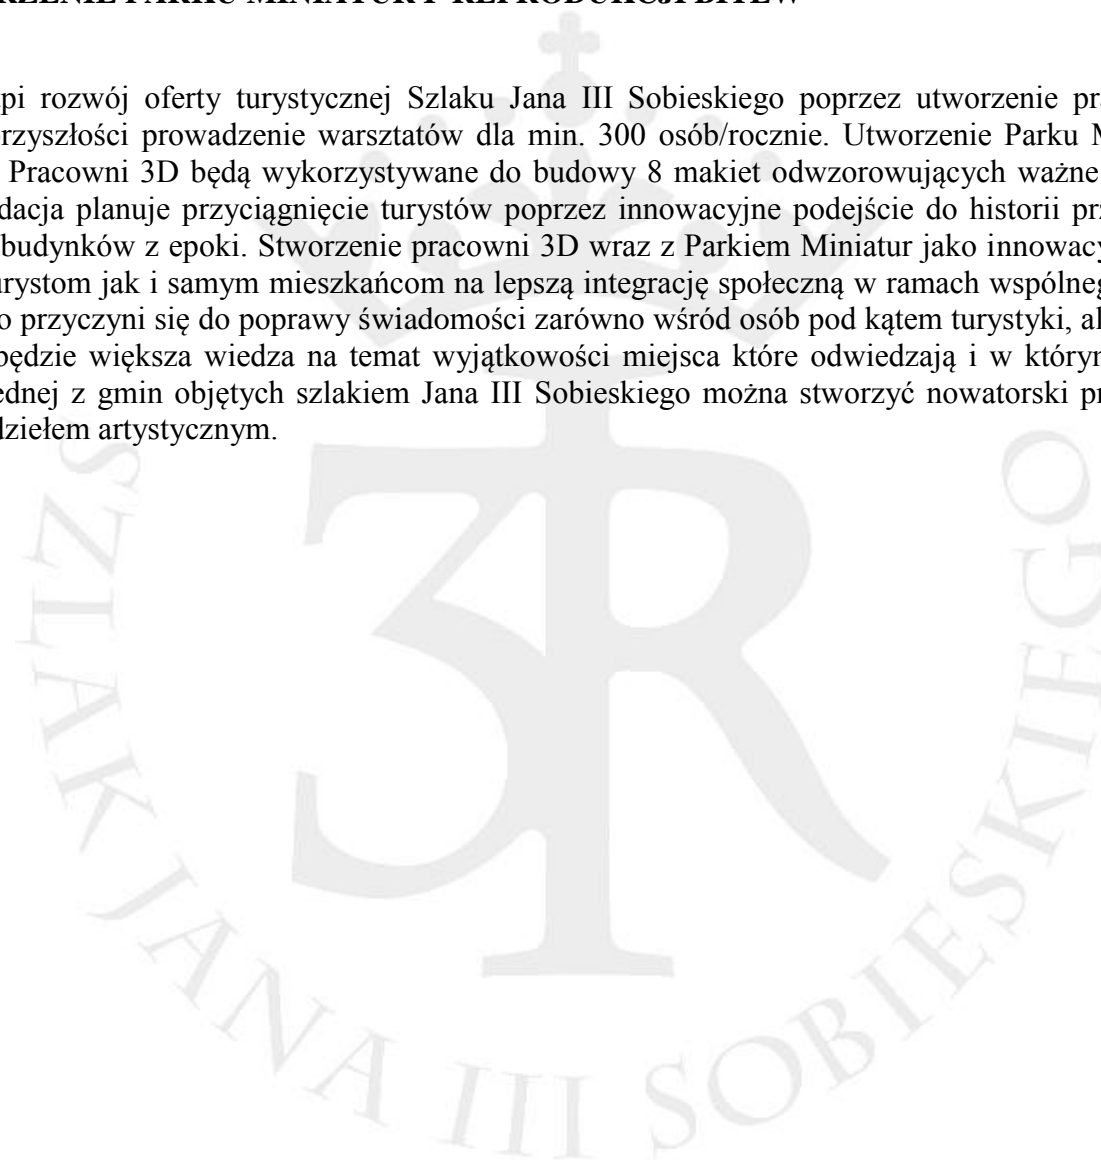 RZENIE PARKU MINIATUR I REPRODUKCJI BITEW
pi rozwój oferty turystycznej Szlaku Jana III Sobieskiego poprzez utworzenie pra
rzyszłości prowadzenie warsztatów dla min. 300 osób/rocznie. Utworzenie Parku M
Pracowni 3D będą wykorzystywane do budowy 8 makiet odwzorowujących ważne
dacja planuje przyciągnięcie turystów poprzez innowacyjne podejście do historii prz
budynków z epoki. Stworzenie pracowni 3D wraz z Parkiem Miniatur jako innowacy
urystom jak i samym mieszkańcom na lepszą integrację społeczną w ramach wspólneg
o przyczyni się do poprawy świadomości zarówno wśród osób pod kątem turystyki, al
będzie większa wiedza na temat wyjątkowości miejsca które odwiedzają i w którym
ednej z gmin objętych szlakiem Jana III Sobieskiego można stworzyć nowatorski pr
dziełem artystycznym.
3R
SZLAK JANA III SOBIESKIEGO